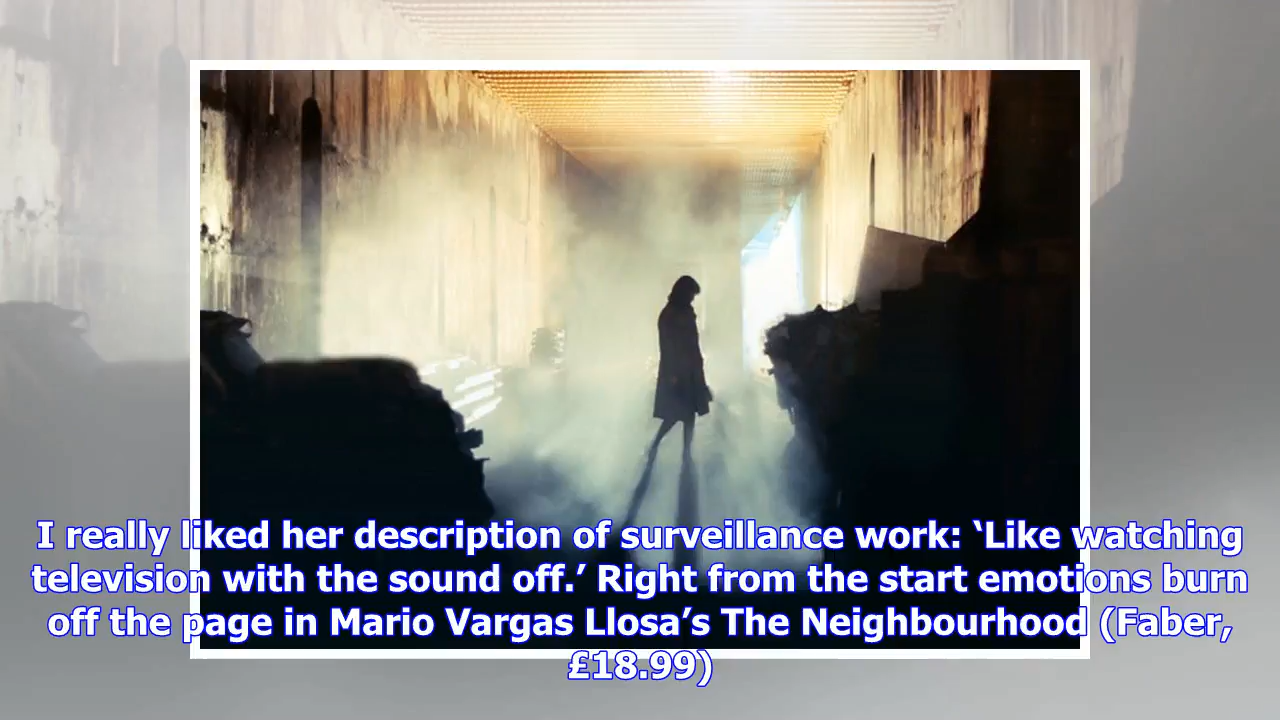 I really liked her description of surveillance work: ‘Like watching
television with the sound off.’ Right from the start emotions burn
off the page in Mario Vargas Llosa’s The Neighbourhood (Faber,
£18.99)